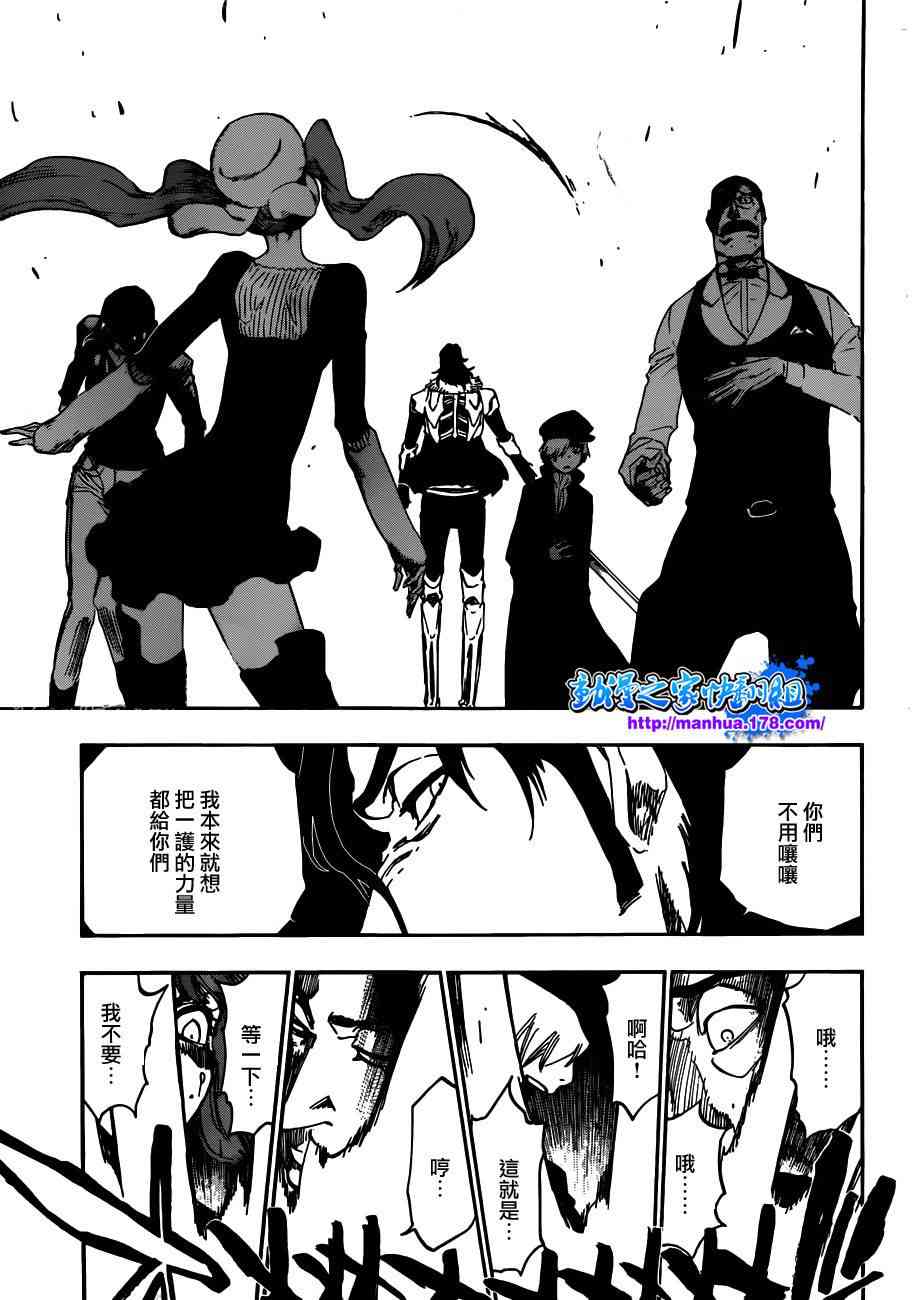 動漫之家快翻組
http://manhua.178.com/
你們
不用嚷嚷
我本來就想
把一護的力量
都給你們
哦…
哦……
啊哈！
這就是…
哼…
等一下…
我不要…